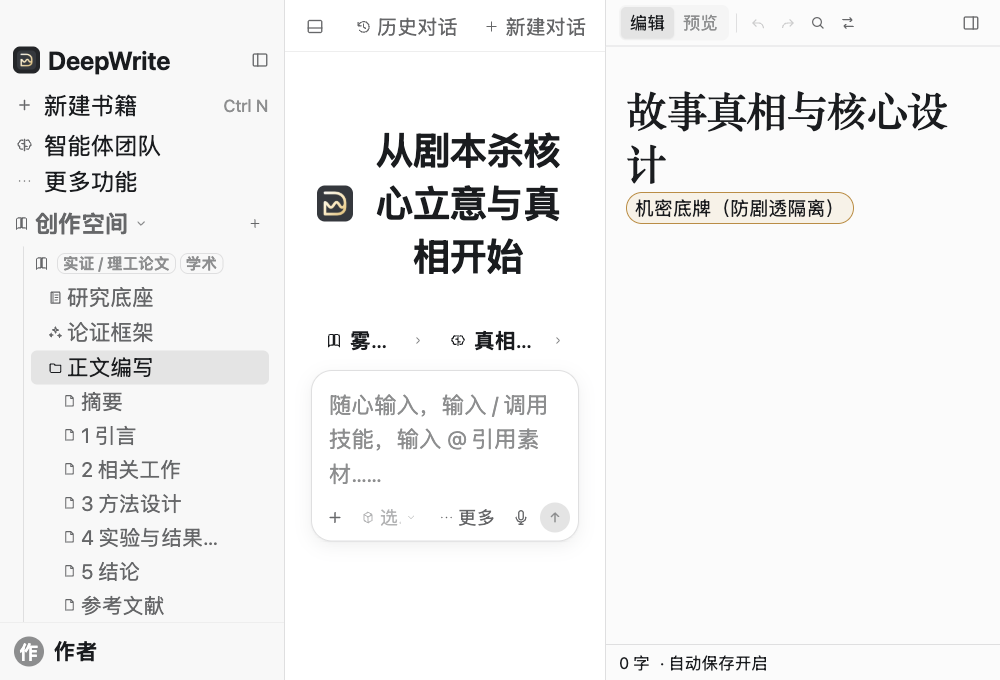 DeepWrite
新建书籍 Ctrl N
智能体团队
更多功能
创作空间
实证 / 理工论文 学术
研究底座
论证框架
正文编写
摘要
1 引言
2 相关工作
3 方法设计
4 实验与结果...
5 结论
参考文献
作 作者
历史对话 新建对话
从剧本杀核
心立意与真
相开始
雾... 真相...
随心输入，输入 / 调用
技能，输入 @ 引用素
材......
选. 更多
编辑 预览
故事真相与核心设
计
机密底牌（防剧透隔离）
0 字 · 自动保存开启